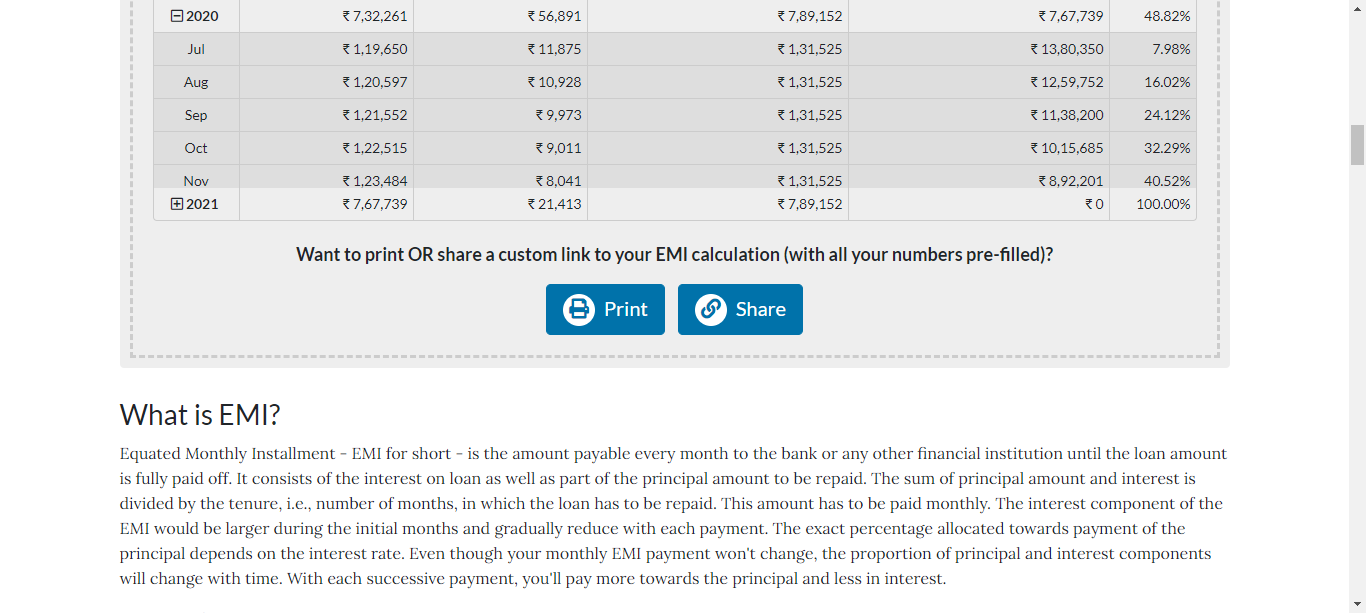 2020 ₹ 7,32,261 ₹ 56,891 ₹ 7,89,152 ₹ 7,67,739 48.82%
Jul ₹ 1,19,650 ₹ 11,875 ₹ 1,31,525 ₹ 13,80,350 7.98%
Aug ₹ 1,20,597 ₹ 10,928 ₹ 1,31,525 ₹ 12,59,752 16.02%
Sep ₹ 1,21,552 ₹ 9,973 ₹ 1,31,525 ₹ 11,38,200 24.12%
Oct ₹ 1,22,515 ₹ 9,011 ₹ 1,31,525 ₹ 10,15,685 32.29%
Nov ₹ 1,23,484 ₹ 8,041 ₹ 1,31,525 ₹ 8,92,201 40.52%
2021 ₹ 7,67,739 ₹ 21,413 ₹ 7,89,152 ₹ 0 100.00%
Want to print OR share a custom link to your EMI calculation (with all your numbers pre-filled)?
Print Share
What is EMI?
Equated Monthly Installment - EMI for short - is the amount payable every month to the bank or any other financial institution until the loan amount
is fully paid off. It consists of the interest on loan as well as part of the principal amount to be repaid. The sum of principal amount and interest is
divided by the tenure, i.e., number of months, in which the loan has to be repaid. This amount has to be paid monthly. The interest component of the
EMI would be larger during the initial months and gradually reduce with each payment. The exact percentage allocated towards payment of the
principal depends on the interest rate. Even though your monthly EMI payment won't change, the proportion of principal and interest components
will change with time. With each successive payment, you'll pay more towards the principal and less in interest.